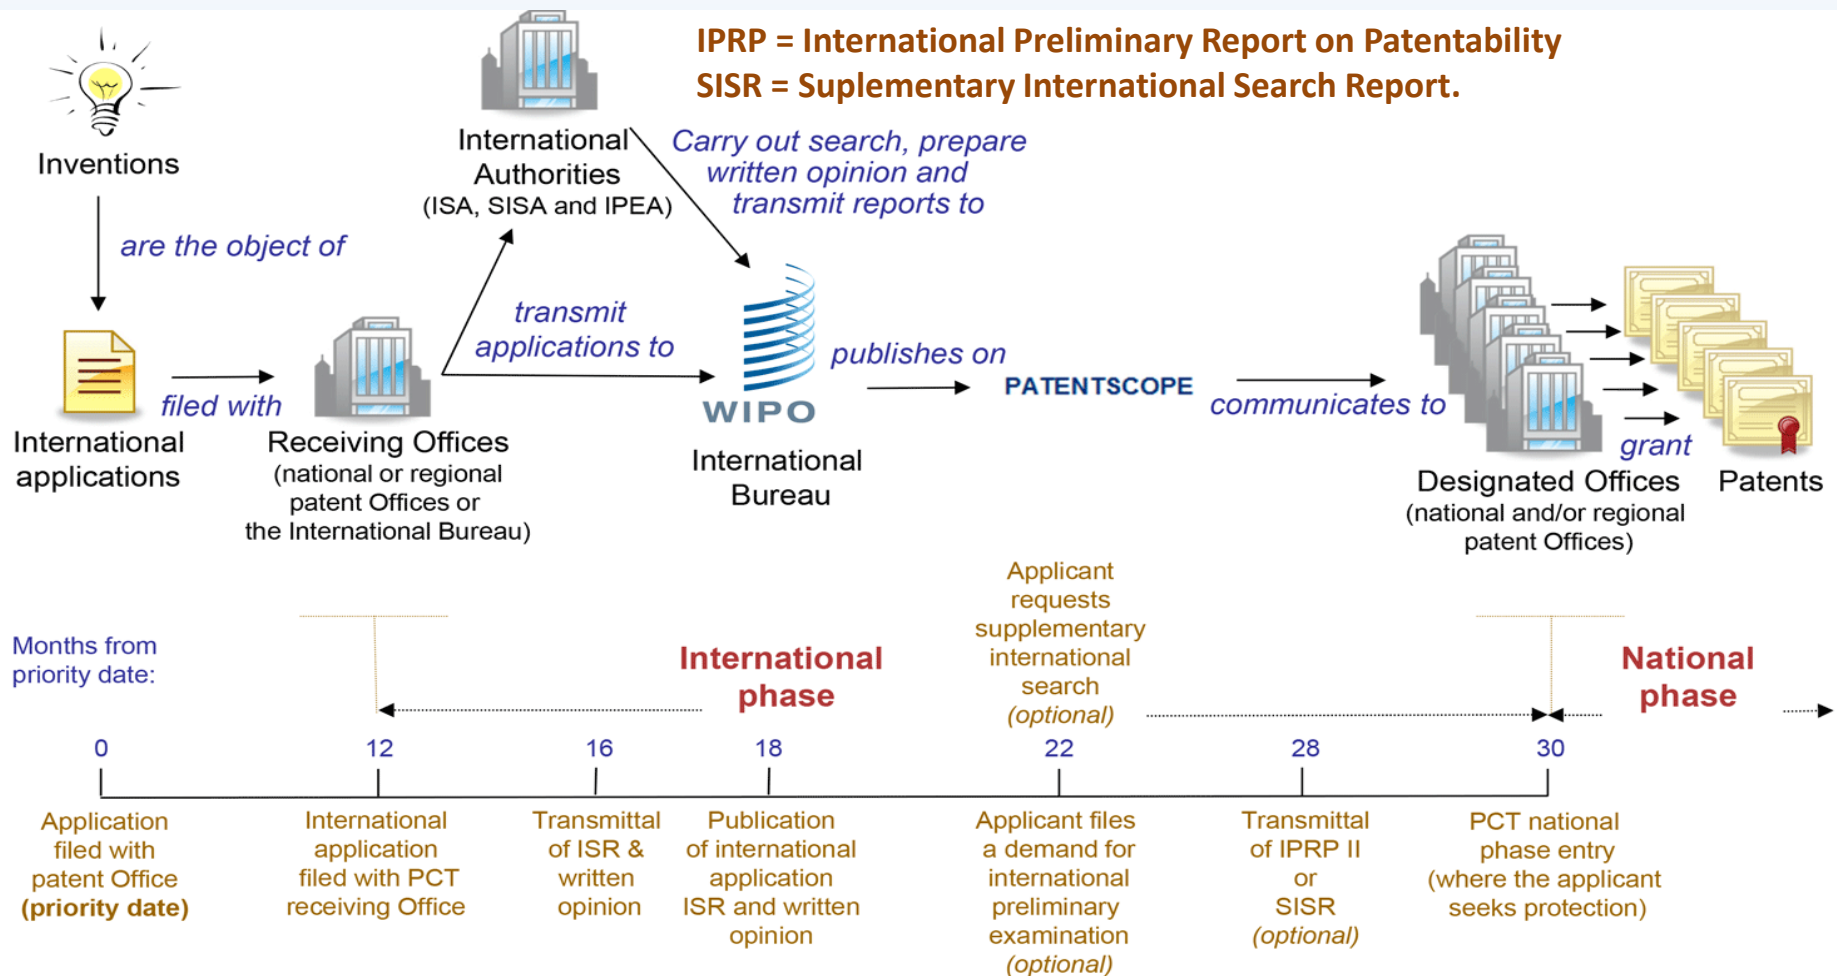 IPRP = International Preliminary Report on Patentability
SISR = Suplementary International Search Report.
Inventions
are the object of
International
applications
filed with
Receiving Offices
(national or regional
patent Offices or
the International Bureau)
International
Authorities
(ISA, SISA and IPEA)
transmit
applications to
Carry out search, prepare
written opinion and
transmit reports to
WIPO
International
Bureau
publishes on
PATENTSCOPE
communicates to
Designated Offices
(national and/or regional
patent Offices)
grant
Patents
Months from
priority date:
International
phase
Applicant
requests
supplementary
international
search
(optional)
National
phase
0
12
16
18
22
28
30
Application
filed with
patent Office
(priority date)
International
application
filed with PCT
receiving Office
Transmittal
of ISR &
written
opinion
Publication
of international
application
ISR and written
opinion
Applicant files
a demand for
international
preliminary
examination
(optional)
Transmittal
of IPRP II
or
SISR
(optional)
PCT national
phase entry
(where the applicant
seeks protection)